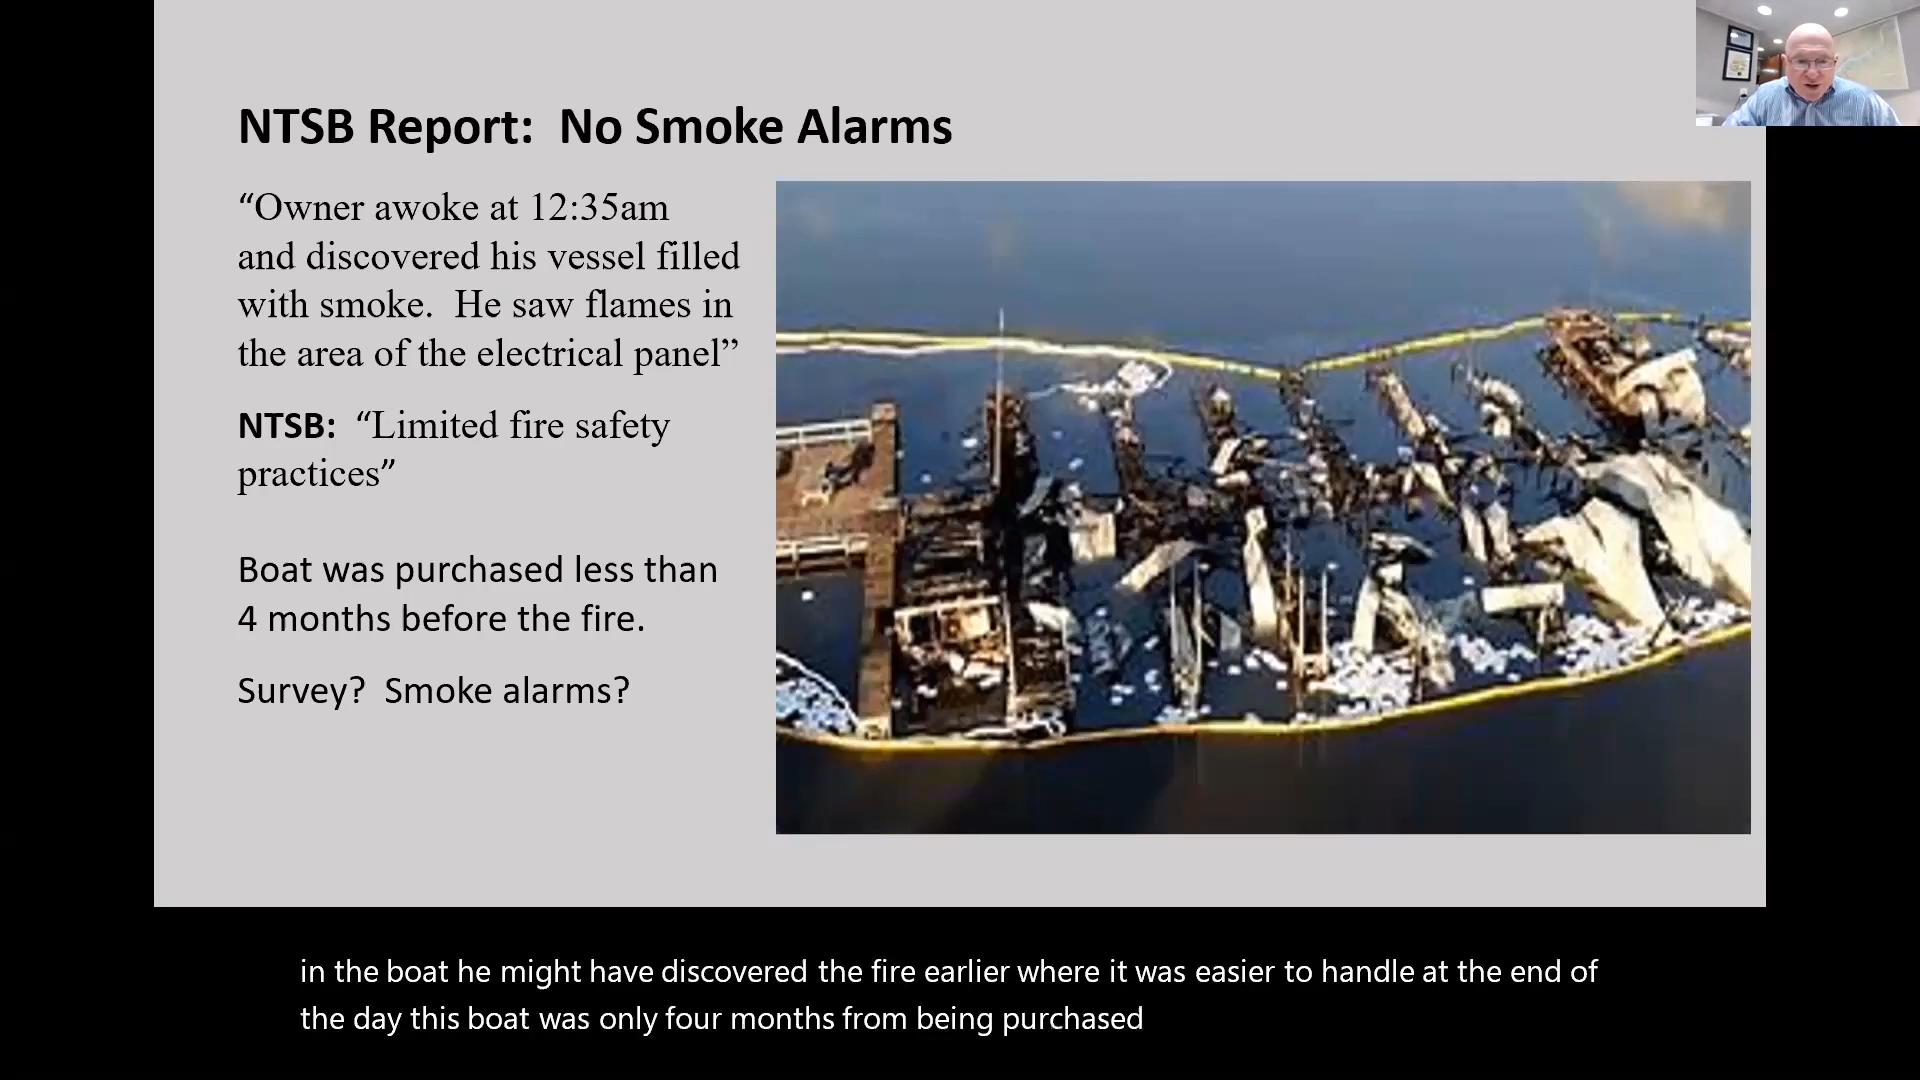 NTSB Report:  No Smoke Alarms
“Owner awoke at 12:35am
and discovered his vessel filled
with smoke.  He saw flames in
the area of the electrical panel”
NTSB:  “Limited fire safety
practices”
Boat was purchased less than
4 months before the fire.
Survey?  Smoke alarms?
in the boat he might have discovered the fire earlier where it was easier to handle at the end of
the day this boat was only four months from being purchased